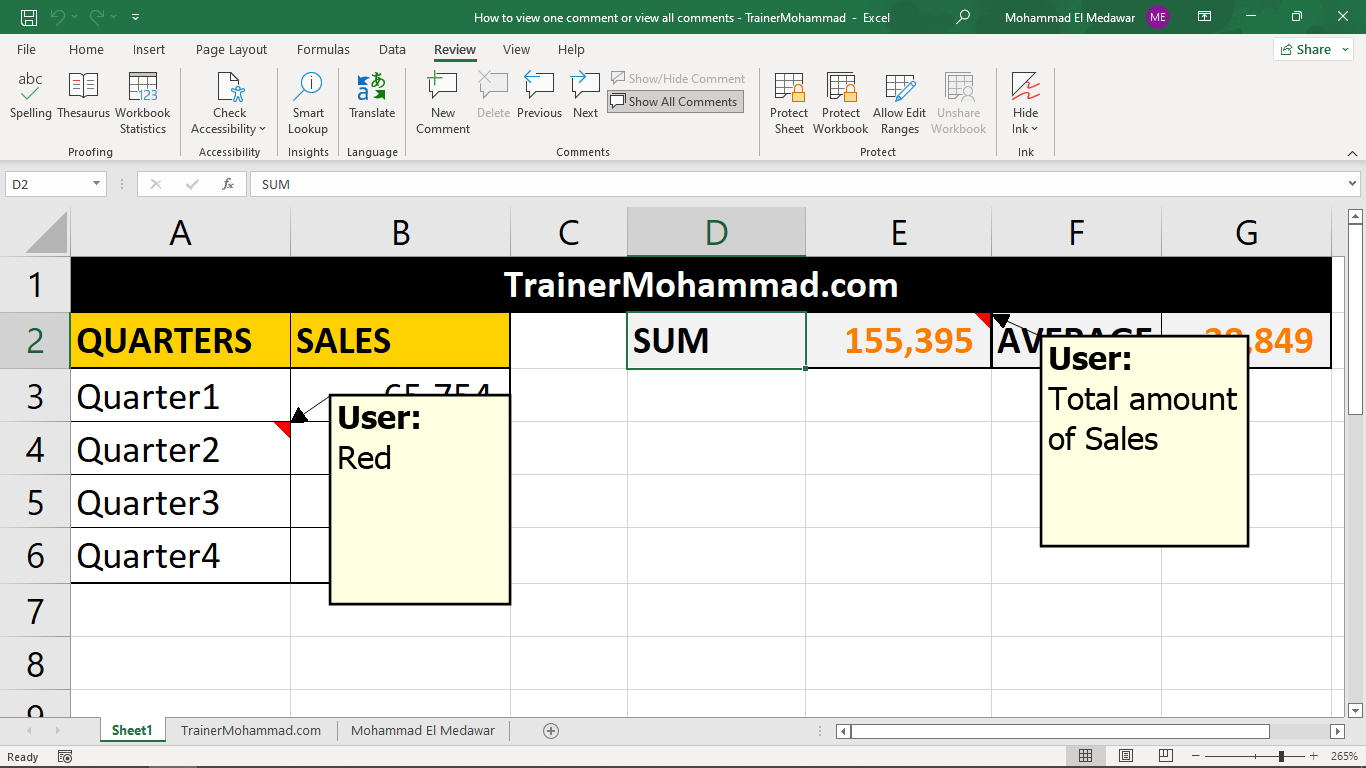 How to view one comment or view all comments - TrainerMohammad - Excel
Mohammad El Medawar ME
File Home Insert Page Layout Formulas Data Review View Help Share
abc
Spelling Thesaurus Workbook Statistics
Proofing
123
Check Accessibility
Accessibility
Smart Lookup
Insights
Translate
Language
New Comment Delete Previous Next
Show/Hide Comment
Show All Comments
Comments
Protect Sheet Protect Workbook Allow Edit Ranges Unshare Workbook
Protect
Hide Ink
Ink
D2 fx SUM
A B C D E F G
1 TrainerMohammad.com
2 QUARTERS SALES SUM 155,395
3 Quarter1
4 Quarter2
5 Quarter3
6 Quarter4
7
8
User:
Red
User:
Total amount
of Sales
Sheet1 TrainerMohammad.com Mohammad El Medawar
Ready 265%